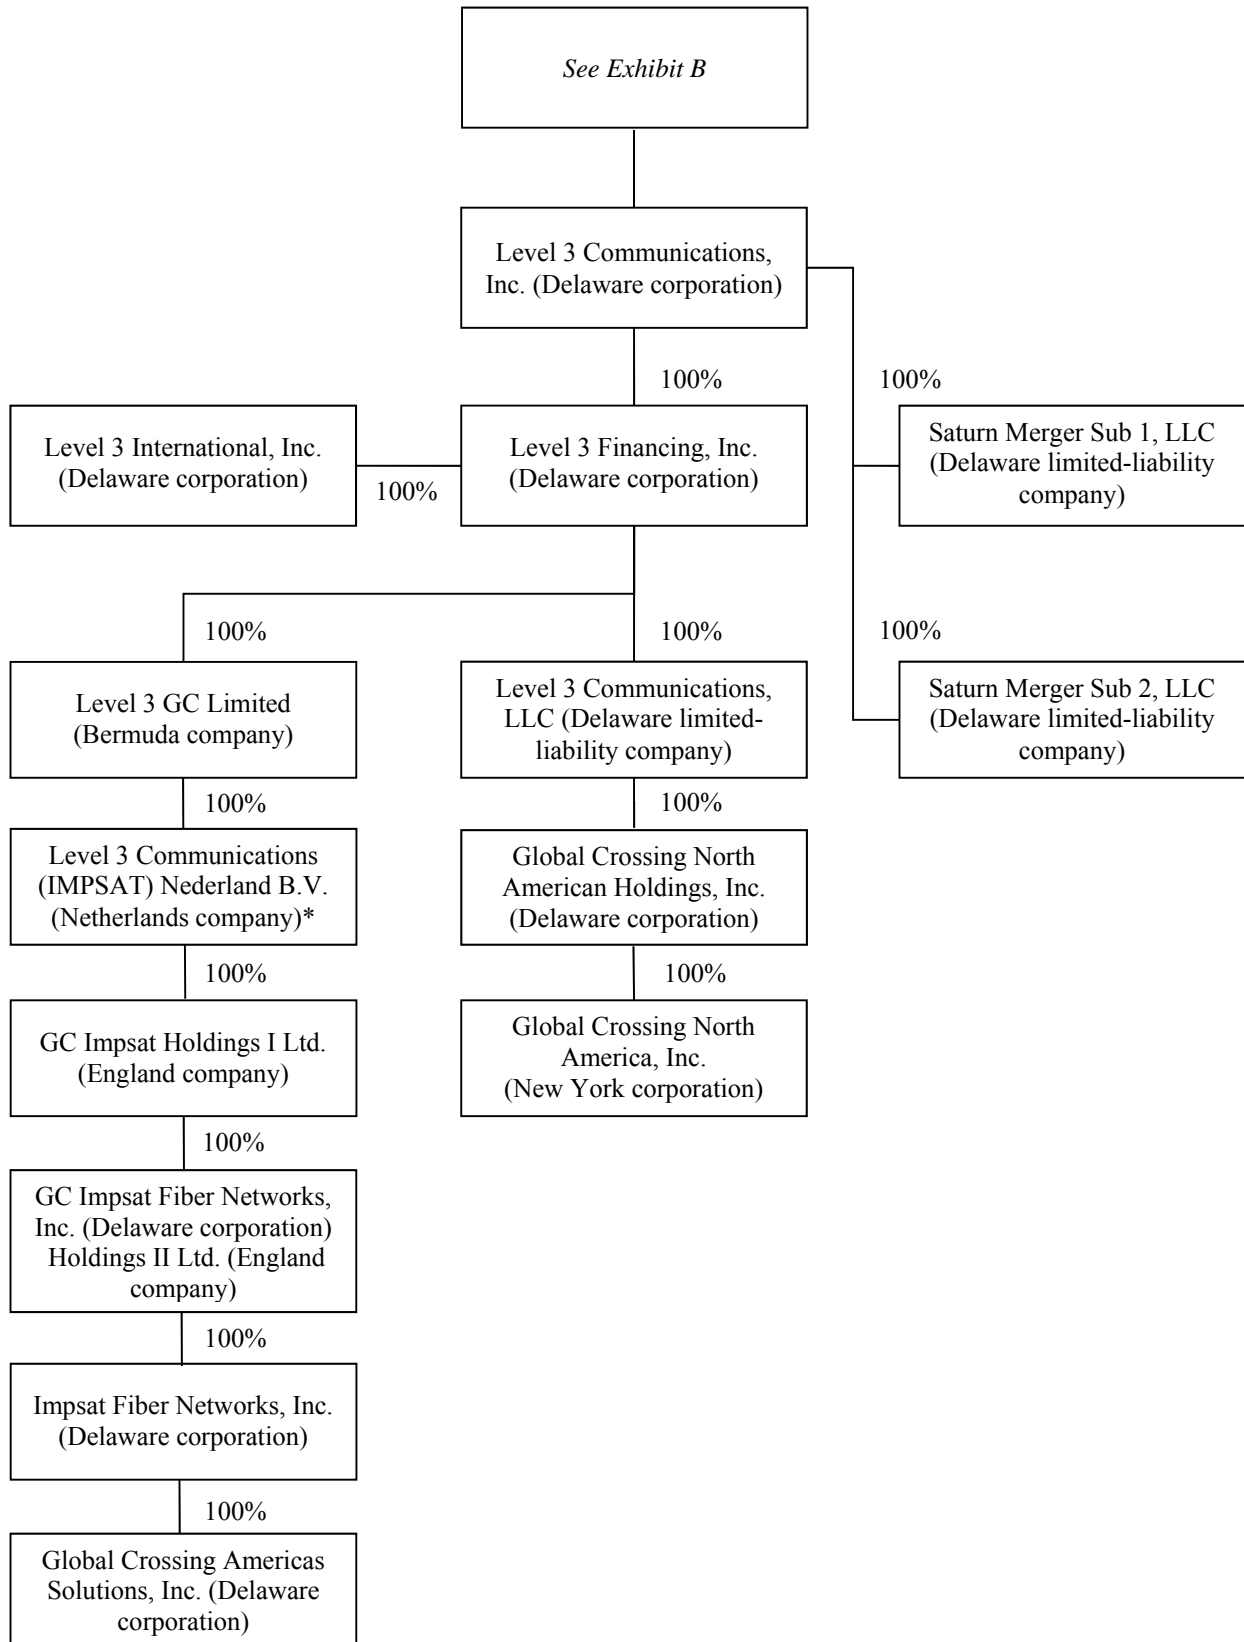 See Exhibit B
Level 3 Communications,
Inc. (Delaware corporation)
100%
100%
Level 3 International, Inc.
(Delaware corporation)
100%
Level 3 Financing, Inc.
(Delaware corporation)
Saturn Merger Sub 1, LLC
(Delaware limited-liability
company)
100%
100%
100%
Level 3 GC Limited
(Bermuda company)
Level 3 Communications,
LLC (Delaware limited-
liability company)
Saturn Merger Sub 2, LLC
(Delaware limited-liability
company)
100%
100%
Level 3 Communications
(IMPSAT) Nederland B.V.
(Netherlands company)*
Global Crossing North
American Holdings, Inc.
(Delaware corporation)
100%
100%
GC Impsat Holdings I Ltd.
(England company)
Global Crossing North
America, Inc.
(New York corporation)
100%
GC Impsat Fiber Networks,
Inc. (Delaware corporation)
Holdings II Ltd. (England
company)
100%
Impsat Fiber Networks, Inc.
(Delaware corporation)
100%
Global Crossing Americas
Solutions, Inc. (Delaware
corporation)